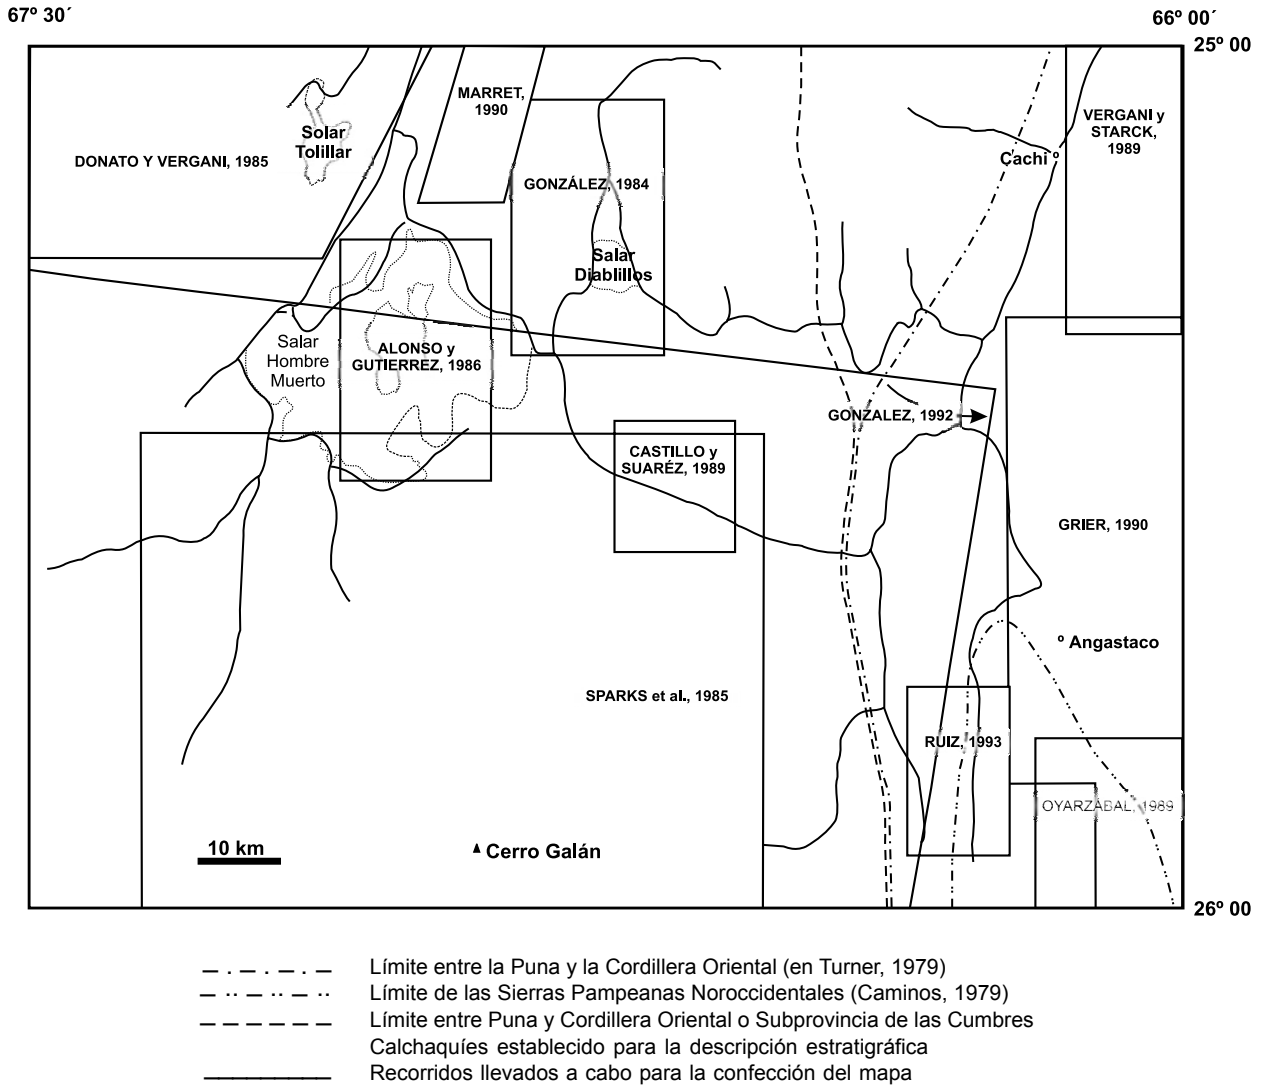 67º 30´
66º 00´
25º 00
MARRET,
1990
VERGANI y
STARCK,
1989
Solar
Tolillar
DONATO Y VERGANI, 1985
Cachi º
GONZÁLEZ, 1984
Salar
Diablillos
Salar
Hombre
Muerto
ALONSO y
GUTIERREZ, 1986
GONZALEZ, 1992
CASTILLO y
SUARÉZ, 1989
GRIER, 1990
º Angastaco
SPARKS et al., 1985
RUIZ, 1993
OYARZÁBAL, 1989
10 km
Cerro Galán
26º 00
Límite entre la Puna y la Cordillera Oriental (en Turner, 1979)
Límite de las Sierras Pampeanas Noroccidentales (Caminos, 1979)
Límite entre Puna y Cordillera Oriental o Subprovincia de las Cumbres
Calchaquíes establecido para la descripción estratigráfica
Recorridos llevados a cabo para la confección del mapa